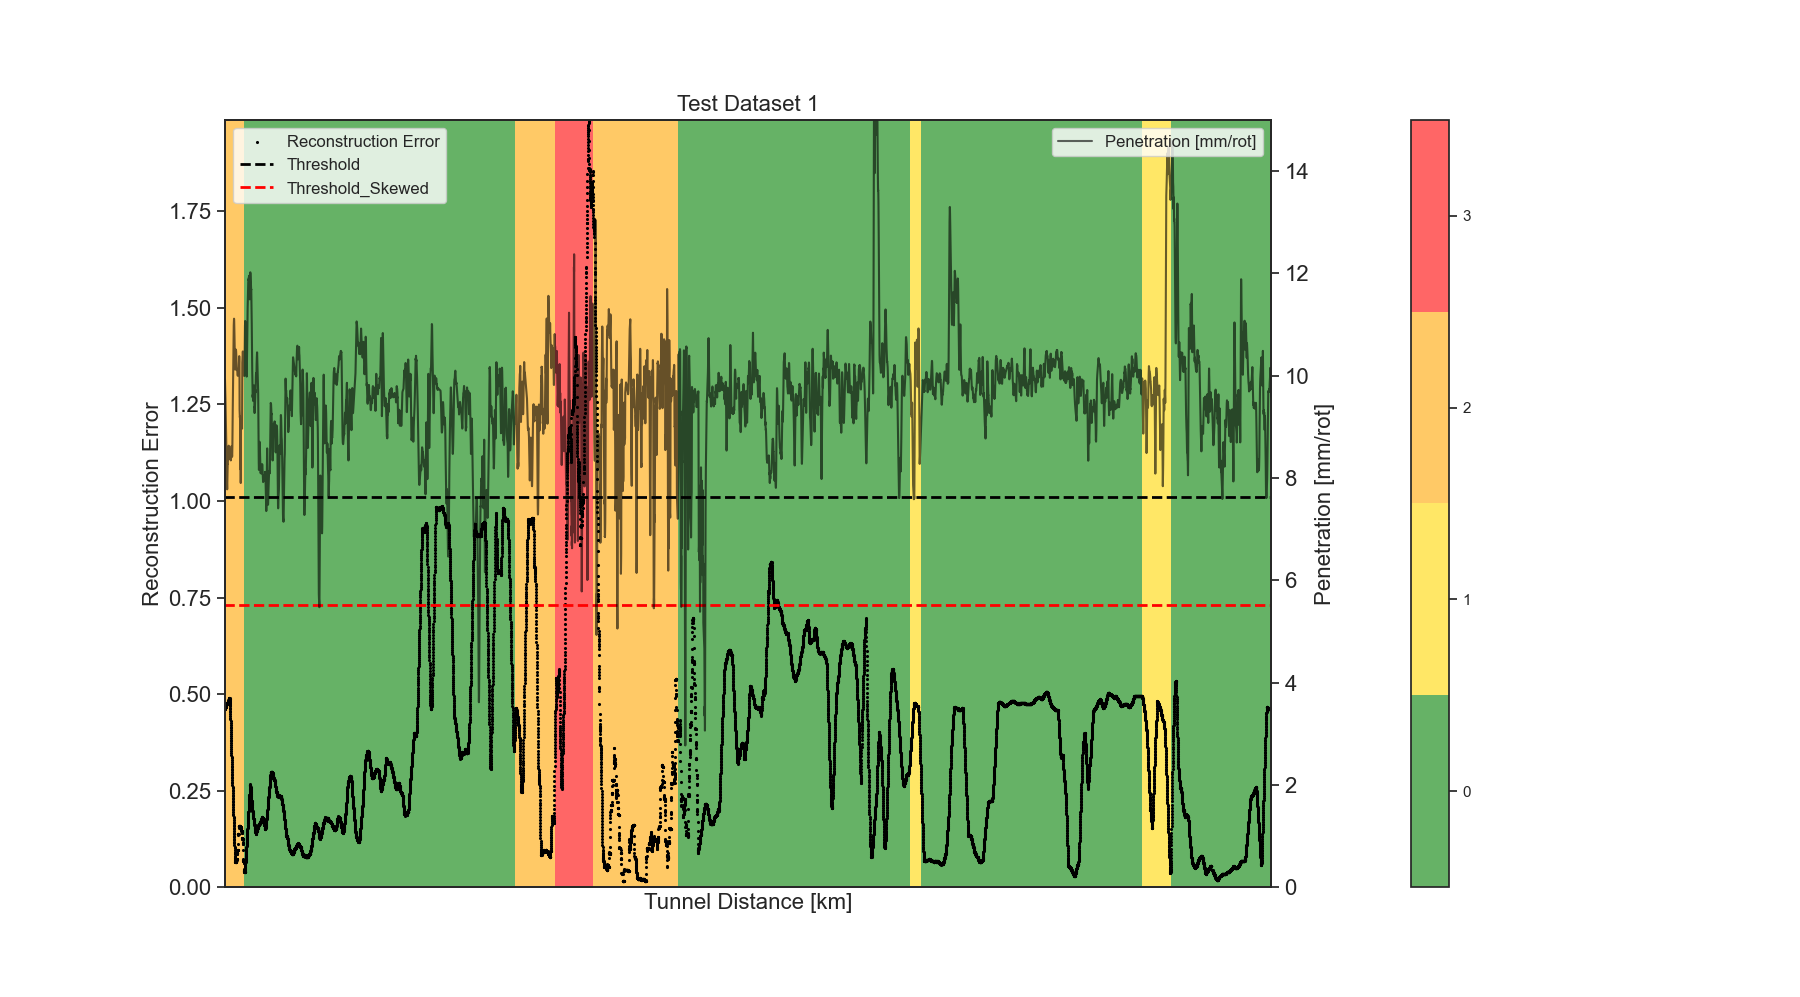 Test Dataset 1
Reconstruction Error
Threshold
Threshold_Skewed
Penetration [mm/rot]
Reconstruction Error
1.75
1.50
1.25
1.00
0.75
0.50
0.25
0.00
14
12
10
8
6
4
2
0
Penetration [mm/rot]
3
2
1
0
Tunnel Distance [km]